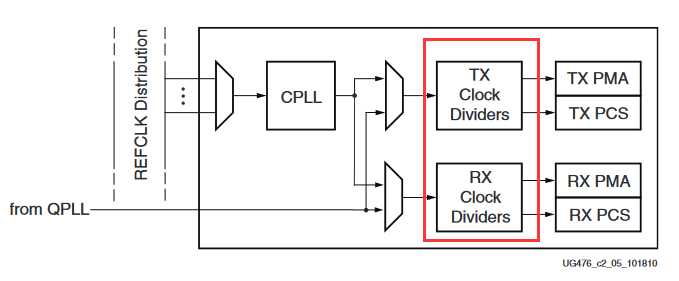 REFCLK Distribution
CPLL
TX
Clock
Dividers
TX PMA
TX PCS
RX
Clock
Dividers
RX PMA
RX PCS
from QPLL
UG476_c2_05_101810